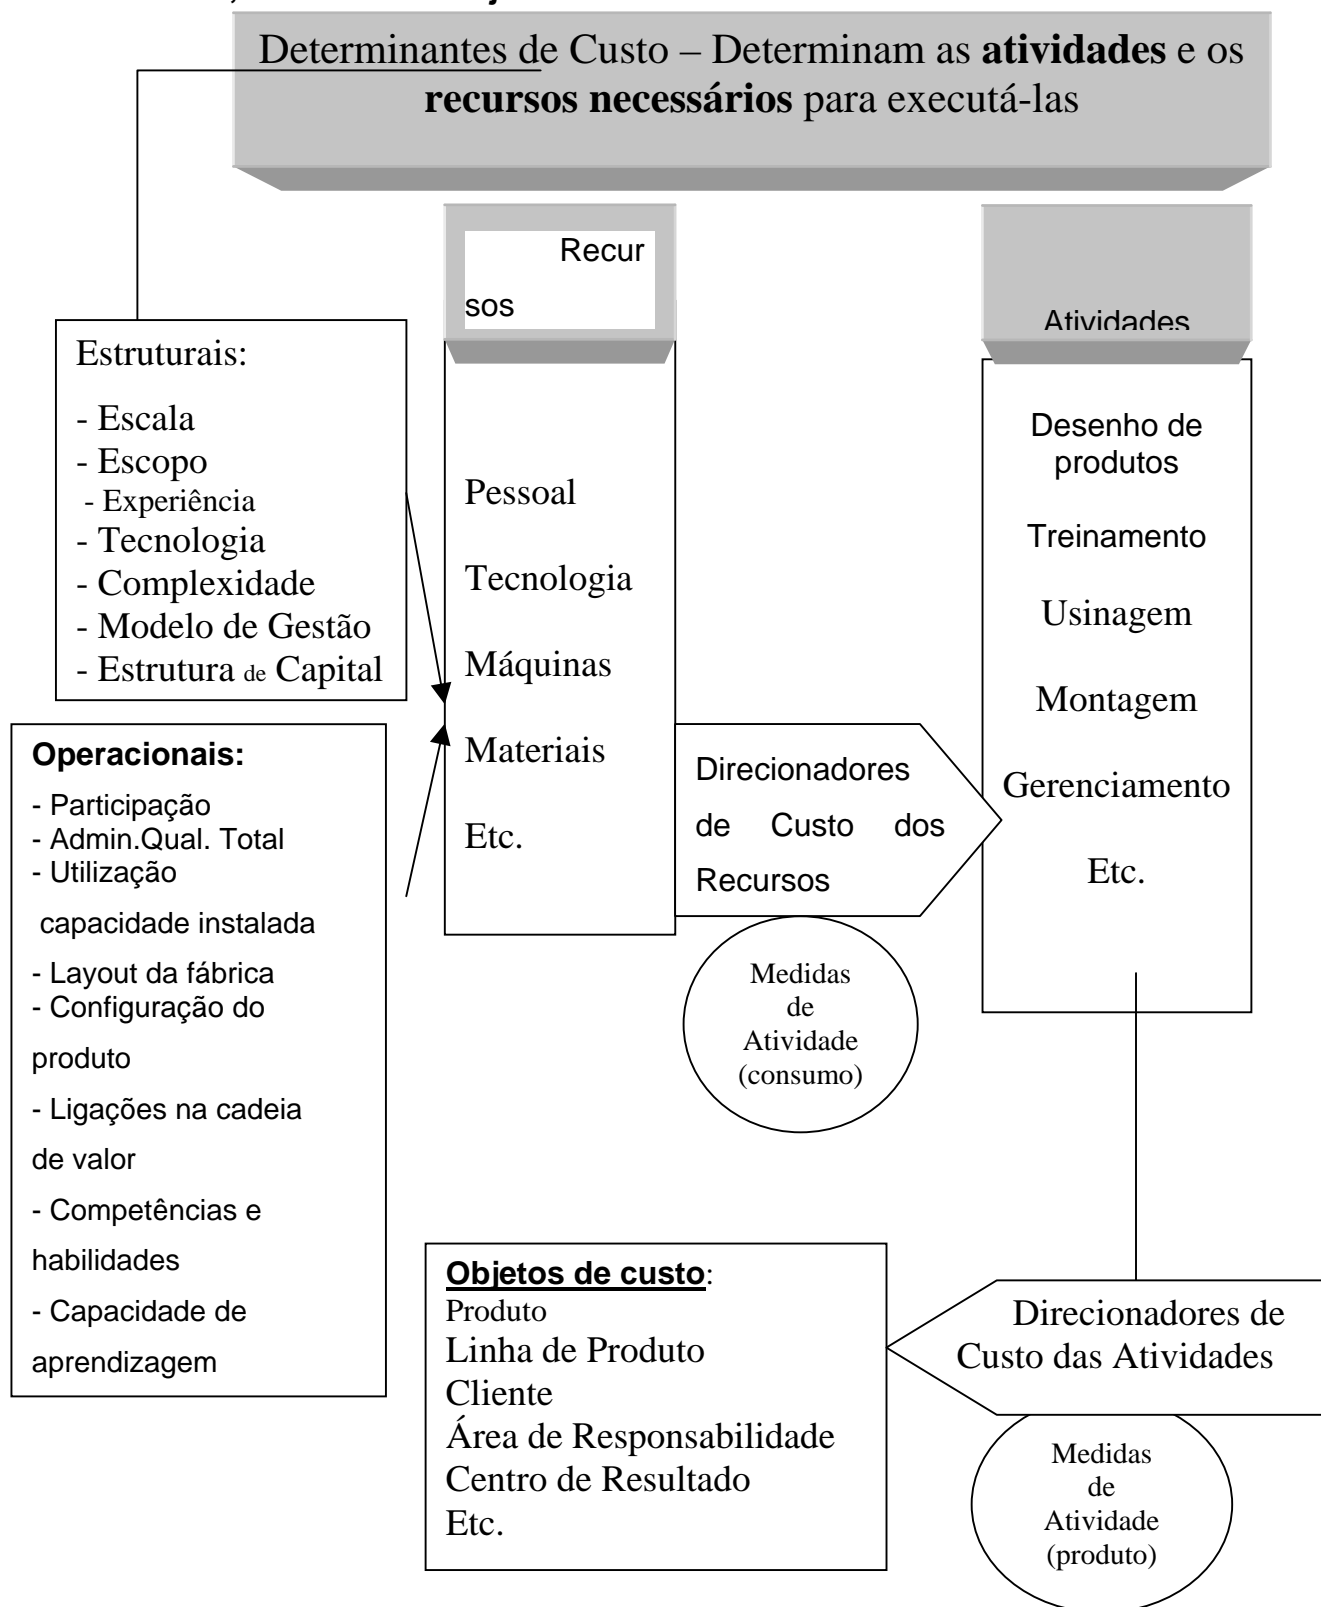 Determinantes de Custo – Determinam as atividades e os
recursos necessários para executá-las
Recur
sos
Atividades
Estruturais:
- Escala
- Escopo
- Experiência
- Tecnologia
- Complexidade
- Modelo de Gestão
- Estrutura de Capital
Operacionais:
- Participação
- Admin.Qual. Total
- Utilização
capacidade instalada
- Layout da fábrica
- Configuração do
produto
- Ligações na cadeia
de valor
- Competências e
habilidades
- Capacidade de
aprendizagem
Pessoal
Tecnologia
Máquinas
Materiais
Etc.
Direcionadores
de Custo dos
Recursos
Medidas
de
Atividade
(consumo)
Desenho de
produtos
Treinamento
Usinagem
Montagem
Gerenciamento
Etc.
Objetos de custo:
Produto
Linha de Produto
Cliente
Área de Responsabilidade
Centro de Resultado
Etc.
Direcionadores de
Custo das Atividades
Medidas
de
Atividade
(produto)